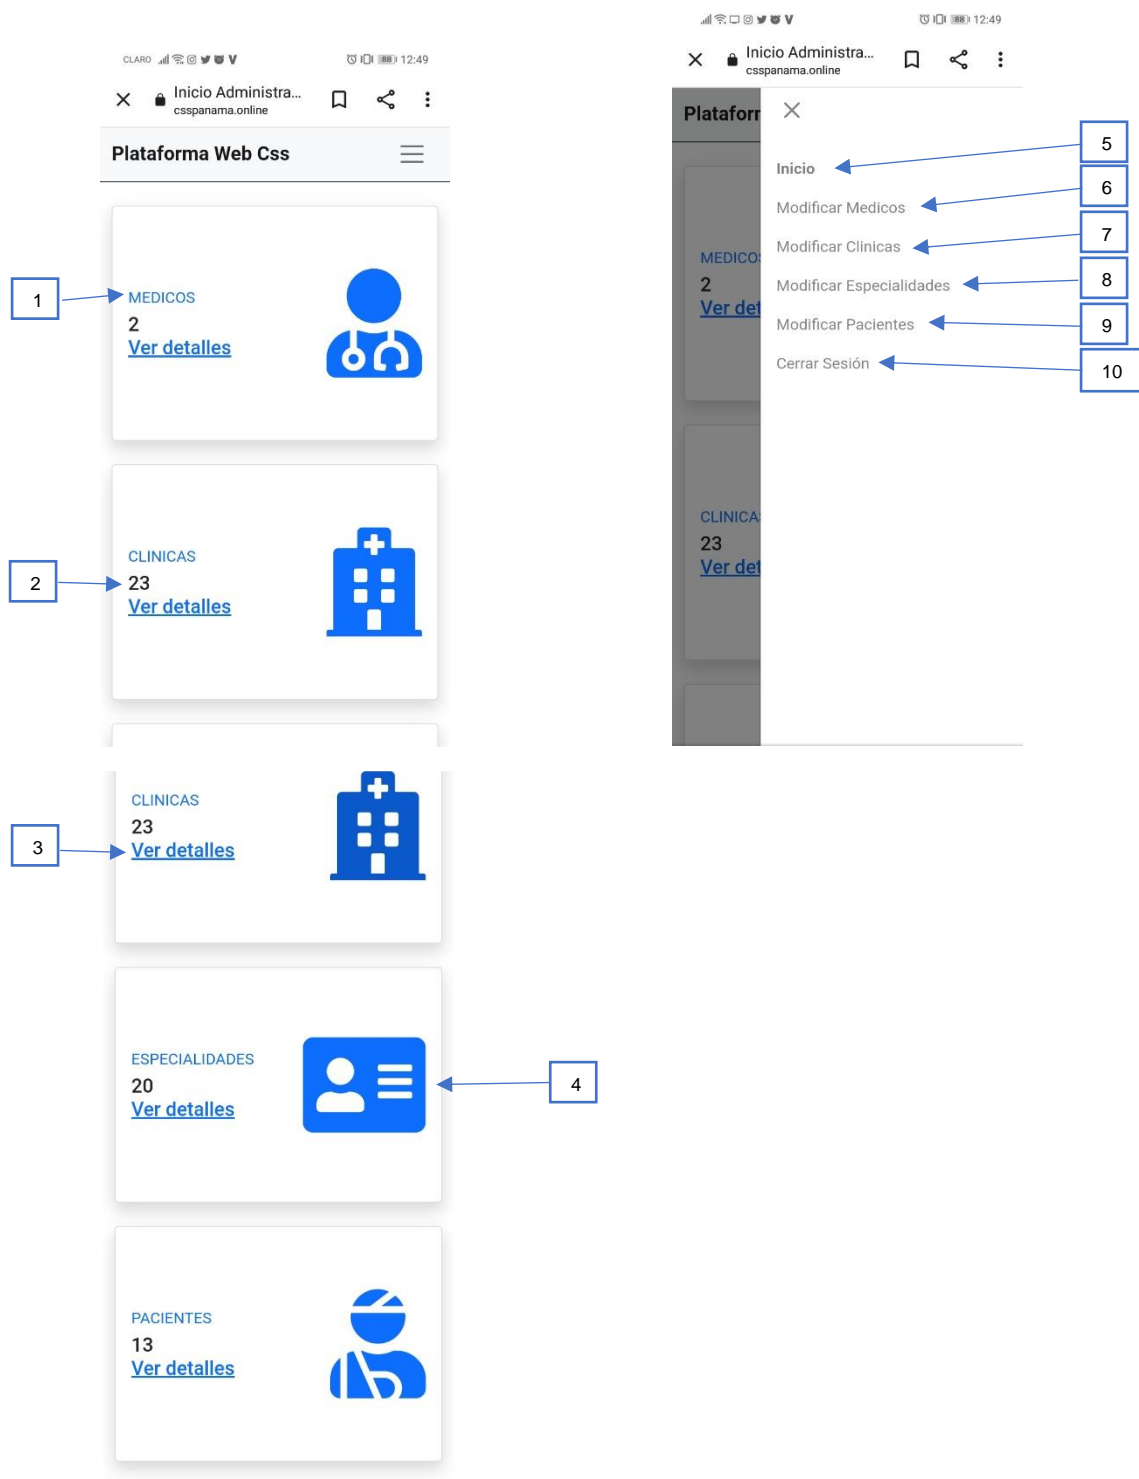 CLARO 88 12:49
Inicio Administra...
csspanama.online
Plataforma Web Css
1
MEDICOS
2
Ver detalles
2
CLINICAS
23
Ver detalles
88 12:49
Inicio Administra...
csspanama.online
Platafor
Inicio
5
Modificar Medicos
6
Modificar Clinicas
7
Modificar Especialidades
8
Modificar Pacientes
9
Cerrar Sesión
10
MEDICO
2
Ver det
CLINICA
23
Ver det
3
CLINICAS
23
Ver detalles
ESPECIALIDADES
20
Ver detalles
4
PACIENTES
13
Ver detalles